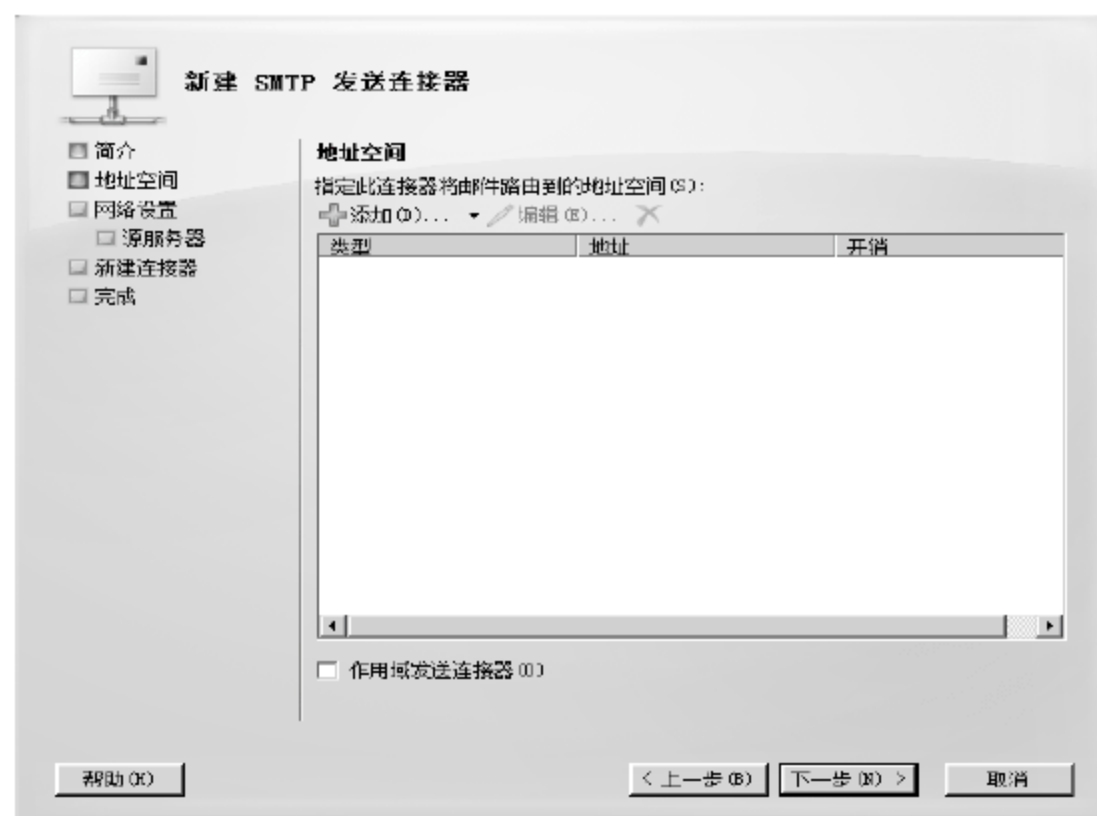 新建 SMTP 发送连接器
简介
地址空间
网络设置
源服务器
新建连接器
完成
地址空间
指定此连接器将邮件路由到的地址空间(S):
添加(D)... 编辑(E)...
类型 地址 开销
作用域发送连接器(O)
帮助(H) < 上一步(B) 下一步(N) > 取消